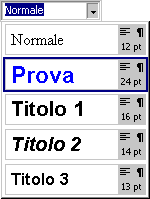 Normale
Normale ¶
12 pt
Prova ¶
24 pt
Titolo 1 ¶
16 pt
Titolo 2 ¶
14 pt
Titolo 3 ¶
13 pt